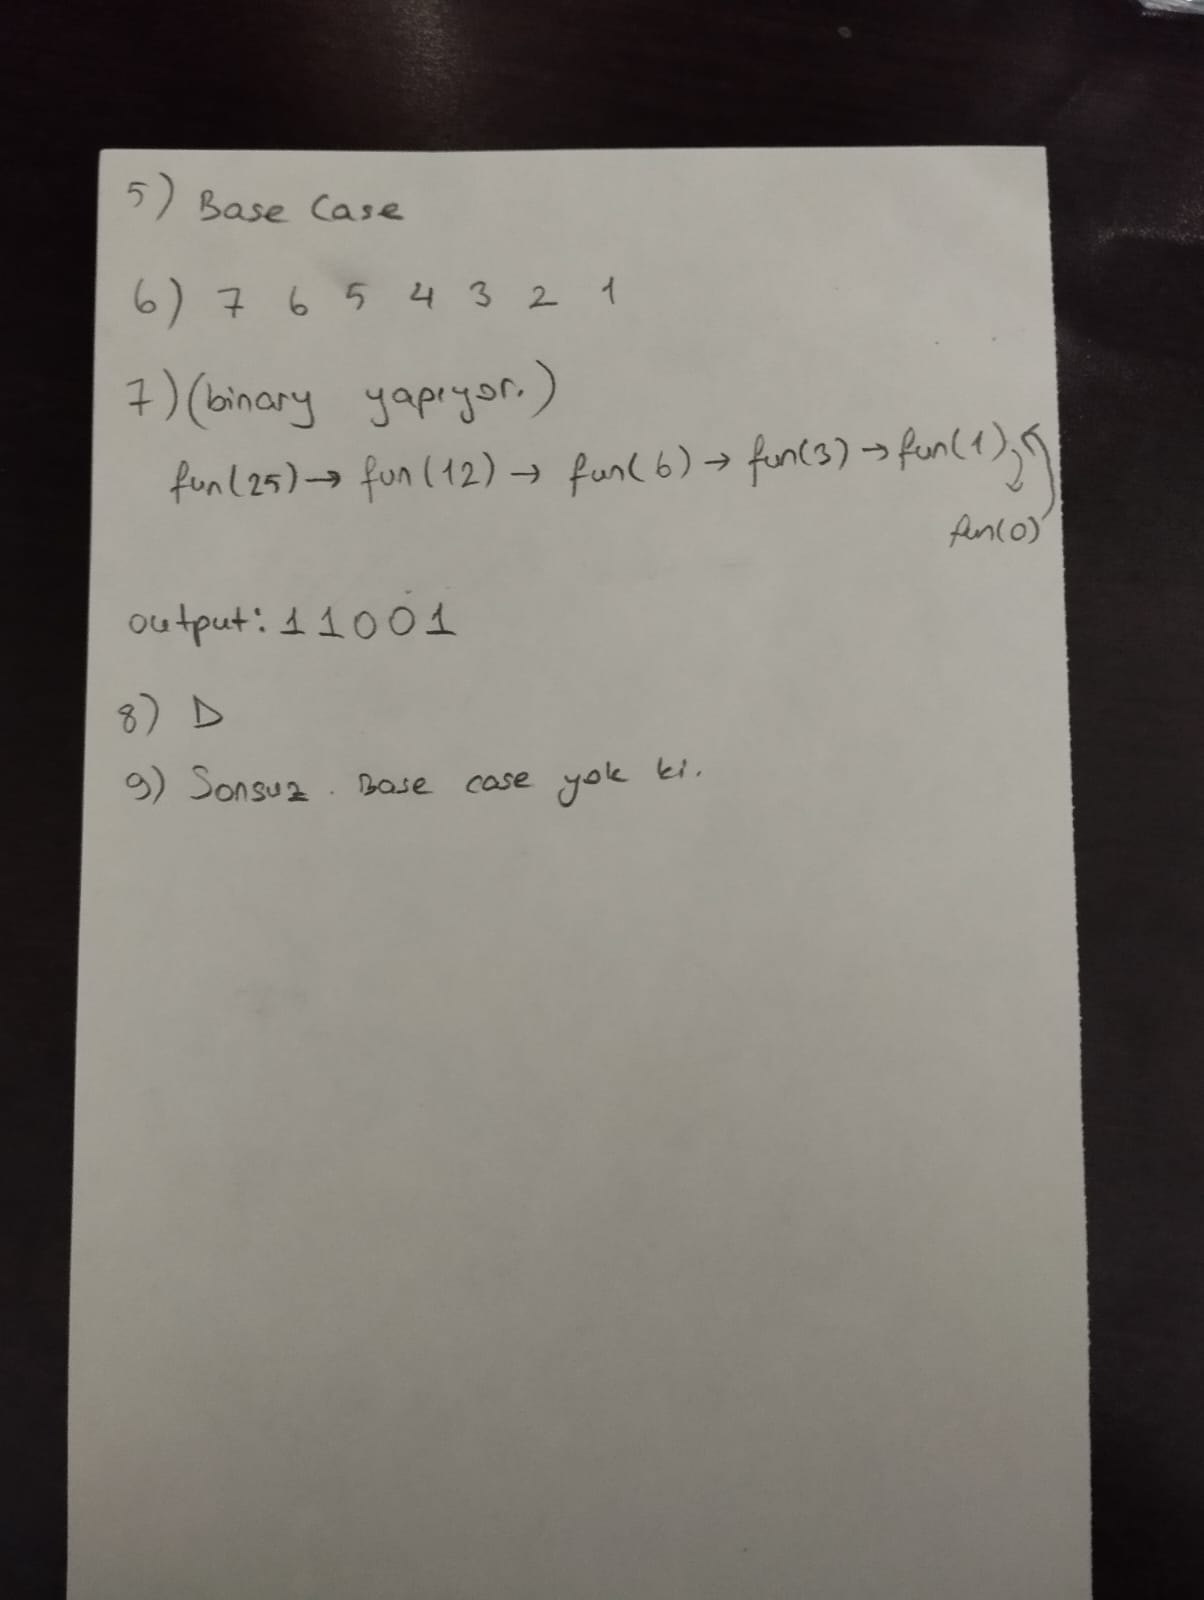 5) Base Case
6) 7 6 5 4 3 2 1
7) (binary yapıyor.)
fun(25) → fun(12) → fun(6) → fun(3) → fun(1)
fun(0)
output: 11001
8) D
9) Sonsuz. Base case yok ki.